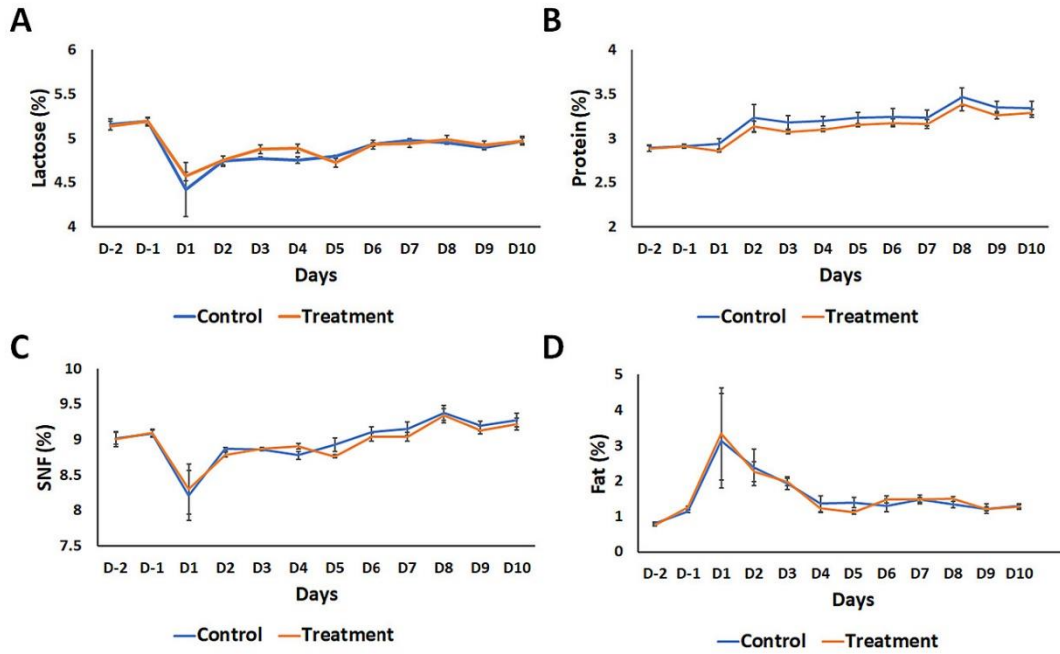 A
Lactose (%)
6
5.5
5
4.5
4
D-2 D-1 D1 D2 D3 D4 D5 D6 D7 D8 D9 D10
Days
Control Treatment
B
Protein (%)
4
3.5
3
2.5
2
D-2 D-1 D1 D2 D3 D4 D5 D6 D7 D8 D9 D10
Days
Control Treatment
C
SNF (%)
10
9.5
9
8.5
8
7.5
D-2 D-1 D1 D2 D3 D4 D5 D6 D7 D8 D9 D10
Days
Control Treatment
D
Fat (%)
5
4
3
2
1
0
D-2 D-1 D1 D2 D3 D4 D5 D6 D7 D8 D9 D10
Days
Control Treatment